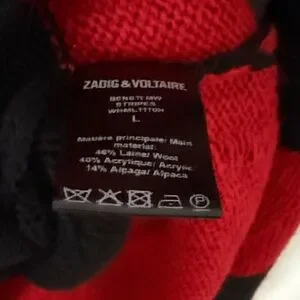 ZADIG & VOLTAIRE
STRIPES
L
Matière principale/ Main
material:
46% Laine/ Wool
40% Acrylique/ Acrylic
14% Alpaga/ Alpaca
P